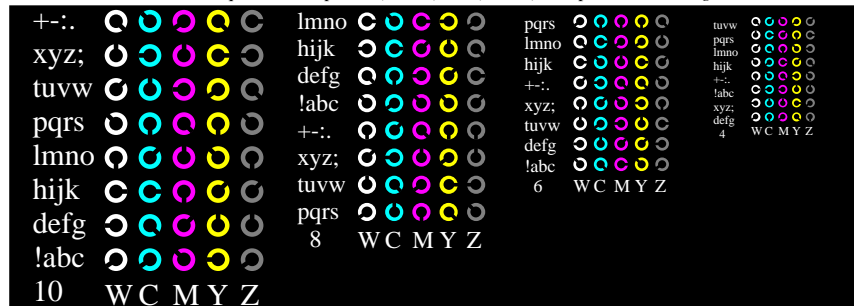 +-:.
xyz;
tuvw
pqrs
lmno
hijk
defg
!abc
10 W C M Y Z
lmno
hijk
defg
!abc
+-:.
xyz;
tuvw
pqrs
8 W C M Y Z
pqrs
lmno
hijk
+-:.
xyz;
tuvw
defg
!abc
6 W C M Y Z
tuvw
pqrs
lmno
hijk
+-:.
!abc
xyz;
defg
4 W C M Y Z